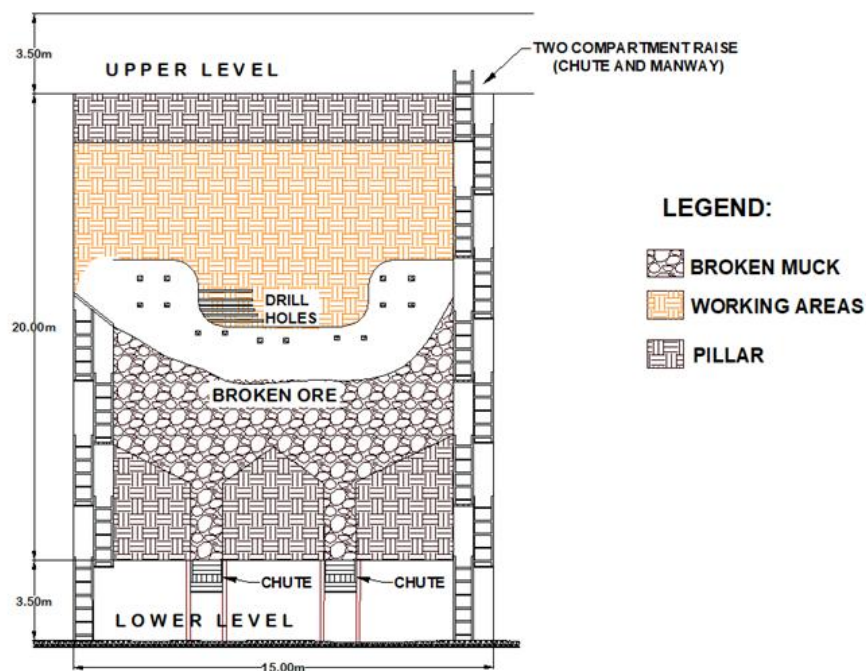 3.50m
UPPER LEVEL
TWO COMPARTMENT RAISE
(CHUTE AND MANWAY)
LEGEND:
BROKEN MUCK
WORKING AREAS
PILLAR
DRILL
HOLES
20.00m
BROKEN ORE
CHUTE
CHUTE
3.50m
LOWER LEVEL
15.00m